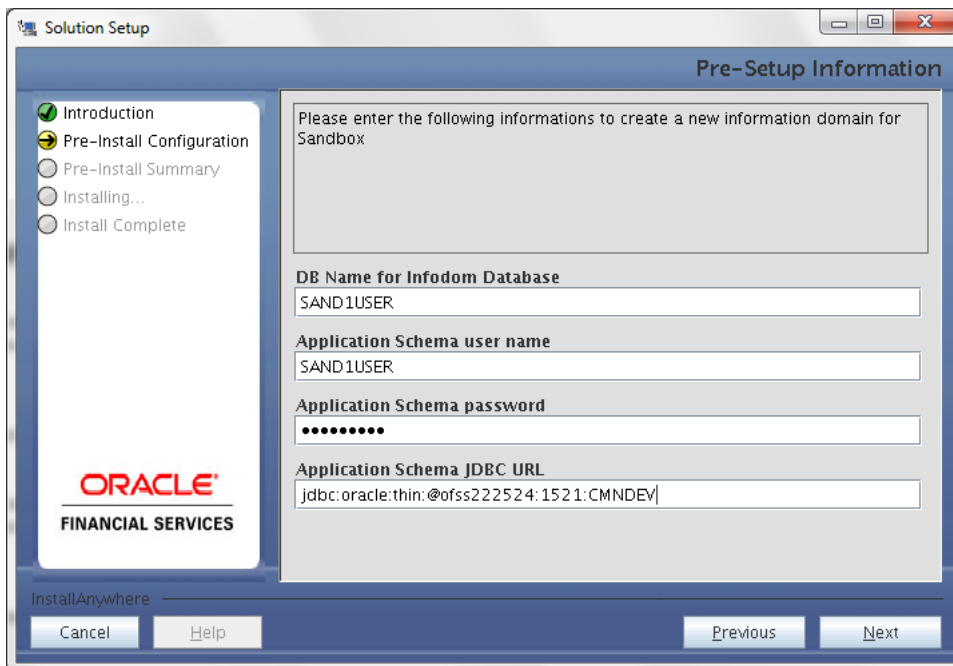 Solution Setup
Pre-Setup Information
Introduction
Pre-Install Configuration
Pre-Install Summary
Installing...
Install Complete
ORACLE
FINANCIAL SERVICES
Please enter the following informations to create a new information domain for
Sandbox
DB Name for Infodom Database
SAND1USER
Application Schema user name
SAND1USER
Application Schema password
•••••••••
Application Schema JDBC URL
jdbc:oracle:thin:@ofss222524:1521:CMNDEV
InstallAnywhere
Cancel
Help
Previous
Next